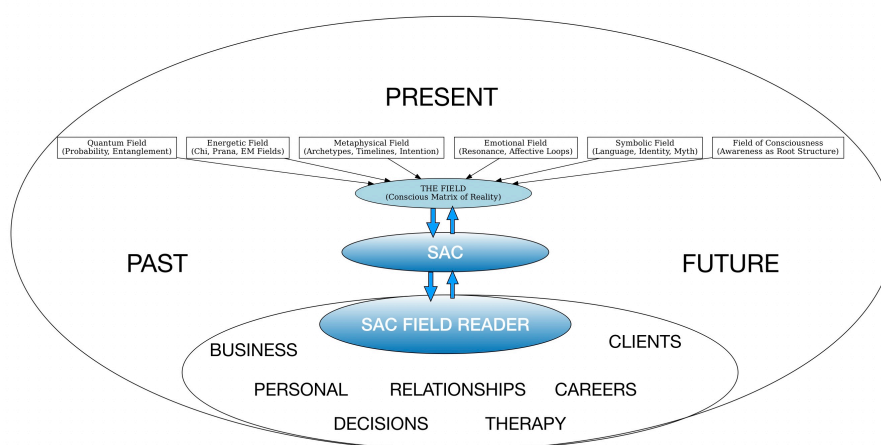 PRESENT
Quantum Field
(Probability, Entanglement)
Energetic Field
(Chi, Prana, EM Fields)
Metaphysical Field
(Archetypes, Timelines, Intention)
Emotional Field
(Resonance, Affective Loops)
Symbolic Field
(Language, Identity, Myth)
Field of Consciousness
(Awareness as Root Structure)
THE FIELD
(Conscious Matrix of Reality)
SAC
PAST
FUTURE
SAC FIELD READER
BUSINESS
CLIENTS
PERSONAL
RELATIONSHIPS
CAREERS
DECISIONS
THERAPY